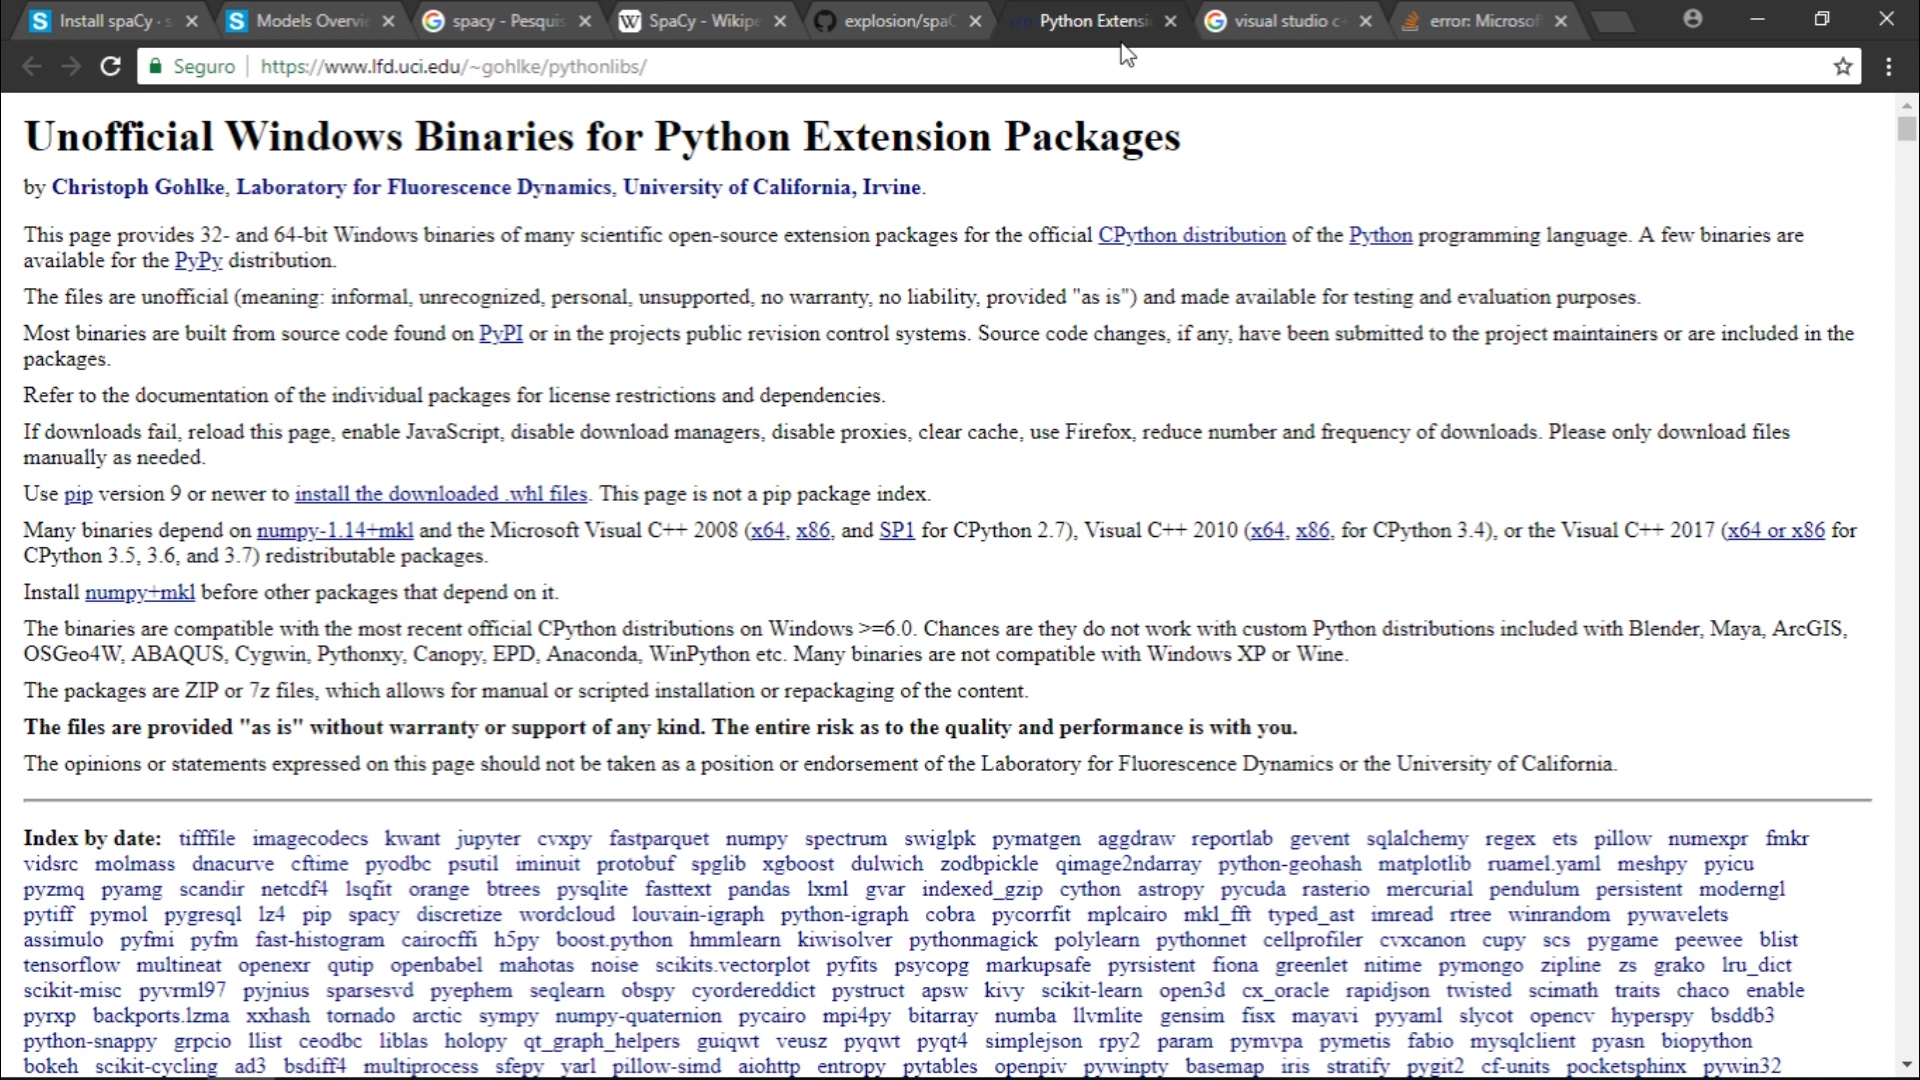 Install spaCy · s
Models Overvie
spacy - Pesquis
SpaCy - Wikipe
explosion/spaC
Python Extensi
visual studio c
error: Microsof
Seguro
https://www.lfd.uci.edu/~gohlke/pythonlibs/
Unofficial Windows Binaries for Python Extension Packages
by Christoph Gohlke, Laboratory for Fluorescence Dynamics, University of California, Irvine.
This page provides 32- and 64-bit Windows binaries of many scientific open-source extension packages for the official CPython distribution of the Python programming language. A few binaries are
available for the PyPy distribution.
The files are unofficial (meaning: informal, unrecognized, personal, unsupported, no warranty, no liability, provided "as is") and made available for testing and evaluation purposes.
Most binaries are built from source code found on PyPI or in the projects public revision control systems. Source code changes, if any, have been submitted to the project maintainers or are included in the
packages.
Refer to the documentation of the individual packages for license restrictions and dependencies.
If downloads fail, reload this page, enable JavaScript, disable download managers, disable proxies, clear cache, use Firefox, reduce number and frequency of downloads. Please only download files
manually as needed.
Use pip version 9 or newer to install the downloaded .whl files. This page is not a pip package index.
Many binaries depend on numpy-1.14+mkl and the Microsoft Visual C++ 2008 (x64, x86, and SP1 for CPython 2.7), Visual C++ 2010 (x64, x86, for CPython 3.4), or the Visual C++ 2017 (x64 or x86 for
CPython 3.5, 3.6, and 3.7) redistributable packages.
Install numpy+mkl before other packages that depend on it.
The binaries are compatible with the most recent official CPython distributions on Windows >=6.0. Chances are they do not work with custom Python distributions included with Blender, Maya, ArcGIS,
OSGeo4W, ABAQUS, Cygwin, Pythonxy, Canopy, EPD, Anaconda, WinPython etc. Many binaries are not compatible with Windows XP or Wine.
The packages are ZIP or 7z files, which allows for manual or scripted installation or repackaging of the content.
The files are provided "as is" without warranty or support of any kind. The entire risk as to the quality and performance is with you.
The opinions or statements expressed on this page should not be taken as a position or endorsement of the Laboratory for Fluorescence Dynamics or the University of California.
Index by date: tifffile imagecodecs kwant jupyter cvxpy fastparquet numpy spectrum swiglpk pymatgen aggdraw reportlab gevent sqlalchemy regex ets pillow numexpr fmkr
vidsrc molmass dnacurve cftime pyodbc psutil iminuit protobuf spglib xgboost dulwich zodbpickle qimage2ndarray python-geohash matplotlib ruamel.yaml meshpy pyicu
pyzmq pyamg scandir netcdf4 lsqfit orange btrees pysqlite fasttext pandas lxml gvar indexed_gzip cython astropy pycuda rasterio mercurial pendulum persistent moderngl
pytiff pymol pygresql lz4 pip spacy discretize wordcloud louvain-igraph python-igraph cobra pycorrfit mplcairo mkl_fft typed_ast imread rtree winrandom pywavelets
assimulo pyfmi pyfm fast-histogram cairocffi h5py boost.python hmmlearn kiwisolver pythonmagick polylearn pythonnet cellprofiler cvxcanon cupy scs pygame peewee blist
tensorflow multineat openexr qutip openbabel mahotas noise scikits.vectorplot pyfits psycopg markupsafe pyrsistent fiona greenlet nitime pymongo zipline zs grako lru_dict
scikit-misc pyvrml97 pyjnius sparsesvd pyephem seqlearn obspy cyordereddict pystruct apsw kivy scikit-learn open3d cx_oracle rapidjson twisted scimath traits chaco enable
pyrxp backports.lzma xxhash tornado arctic sympy numpy-quaternion pycairo mpi4py bitarray numba llvmlite gensim fisx mayavi pyyaml slycot opencv hyperspy bsddb3
python-snappy grpcio llist ceodbc liblas holopy qt_graph_helpers guiqwt veusz pyqwt pyqt4 simplejson rpy2 param pymvpa pymetis fabio mysqlclient pyasn biopython
bokeh scikit-cycling ad3 bsdiff4 multiprocess sfepy yarl pillow-simd aiohttp entropy pytables openpiv pywinpty basemap iris stratify pygit2 cf-units pocketsphinx pywin32